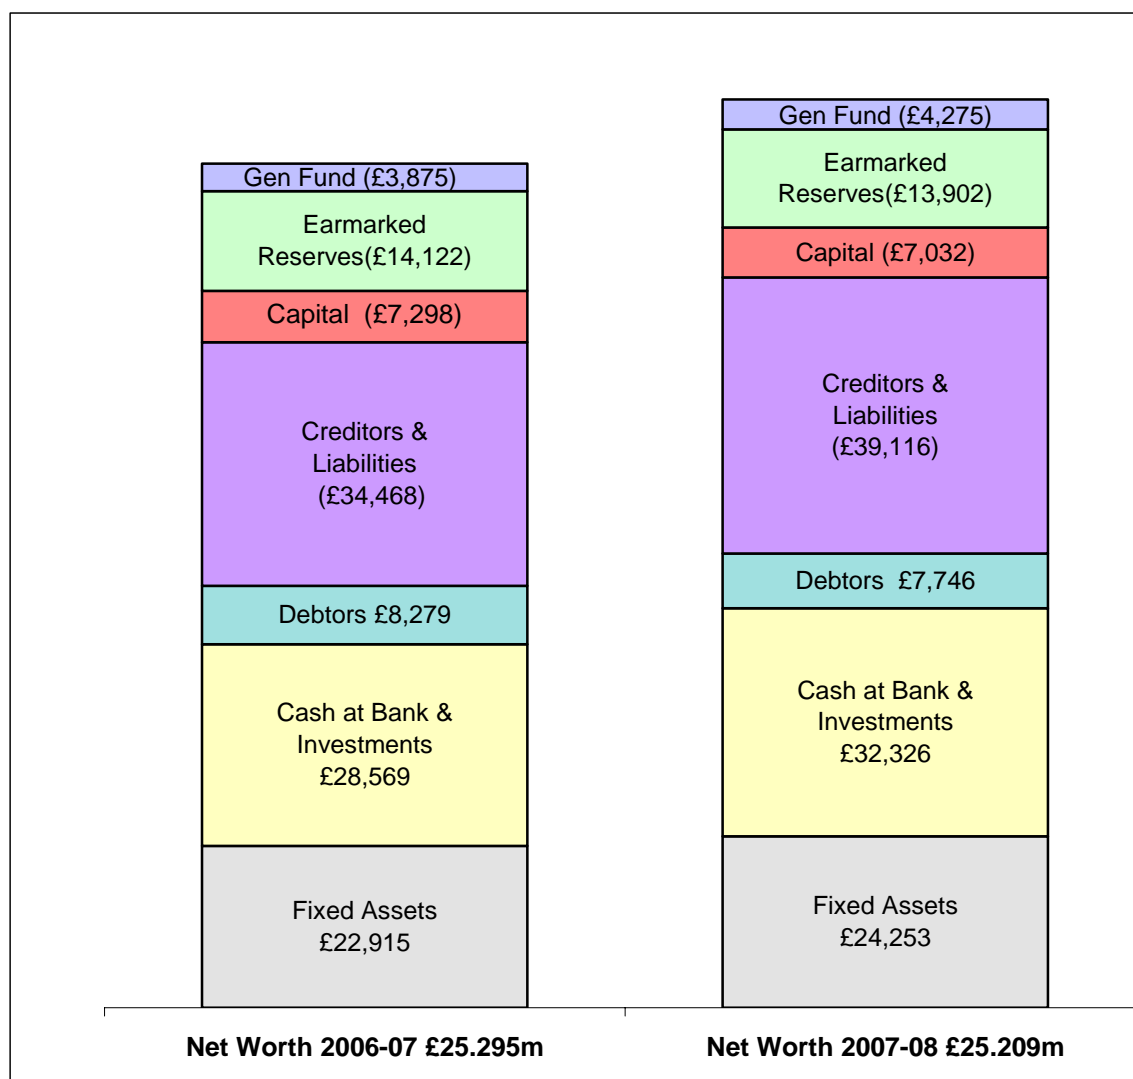 Gen Fund (£3,875)
Earmarked
Reserves(£14,122)
Capital  (£7,298)
Creditors &
Liabilities
(£34,468)
Debtors £8,279
Cash at Bank &
Investments
£28,569
Fixed Assets
£22,915
Net Worth 2006-07 £25.295m
Gen Fund (£4,275)
Earmarked
Reserves(£13,902)
Capital (£7,032)
Creditors &
Liabilities
(£39,116)
Debtors  £7,746
Cash at Bank &
Investments
£32,326
Fixed Assets
£24,253
Net Worth 2007-08 £25.209m